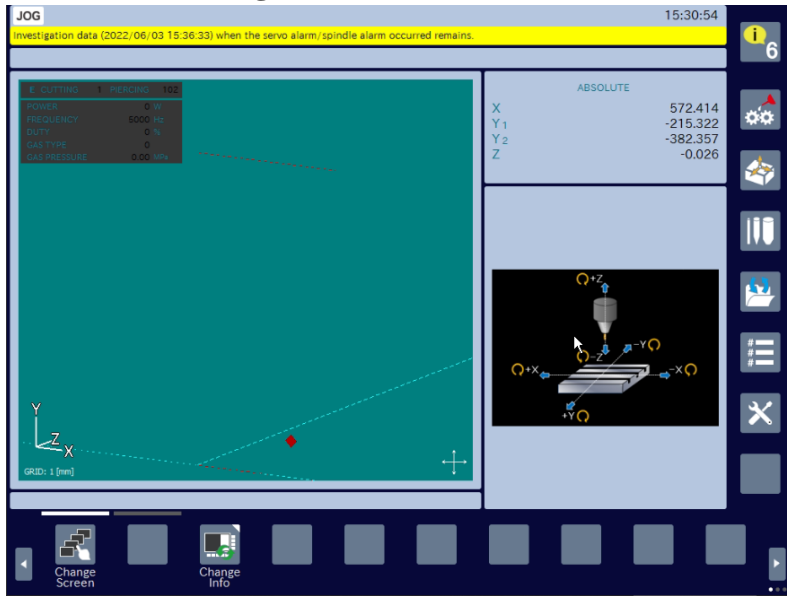 JOG
15:30:54
Investigation data (2022/06/03 15:36:33) when the servo alarm/spindle alarm occurred remains.
i
6
E CUTTING 1 PIERCING 102
POWER 0 W
FREQUENCY 5000 Hz
DUTY 0 %
GAS TYPE 0
GAS PRESSURE 0.00 MPa
ABSOLUTE
X 572.414
Y1 -215.322
Y2 -382.357
Z -0.026
+Z
-Z
-Y
+X
-X
+Y
Y
Z
X
GRID: 1 [mm]
#
#
#
Change
Screen
Change
Info